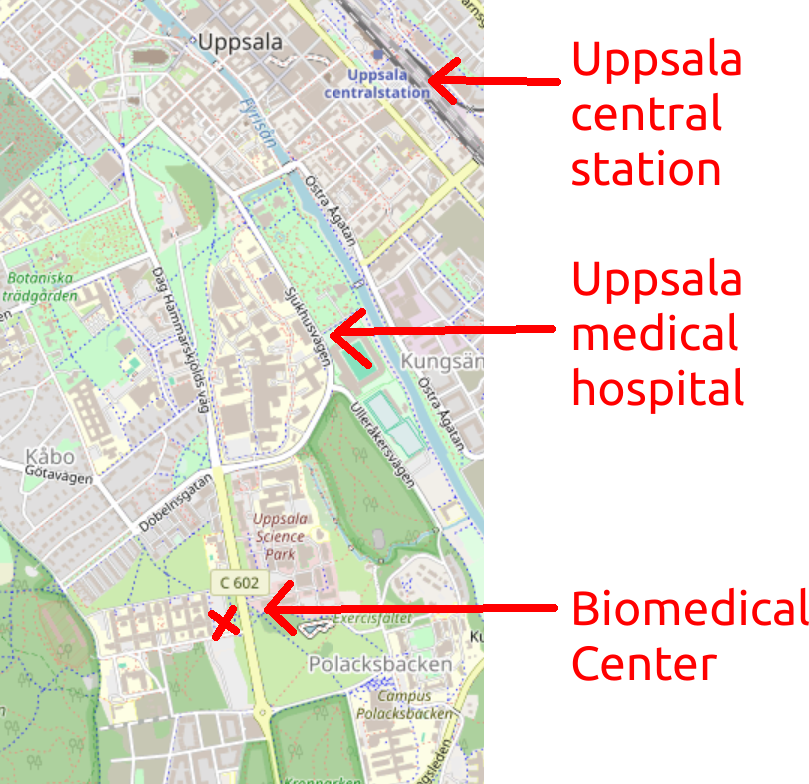 Uppsala
Uppsala
centralstation
Fyrisån
Östra Ågatan
Botaniska
trädgården
Dag Hammarskjölds väg
Sjukhusvägen
Kungsän
Östra Ågatan
Ulleråkersvägen
Kåbo
Götavägen
Dobelnsgatan
Uppsala
Science
Park
C 602
Exercisfältet
Polacksbacken
Campus
Polacksbacken
Kronparken
Uppsala
central
station
Uppsala
medical
hospital
Biomedical
Center